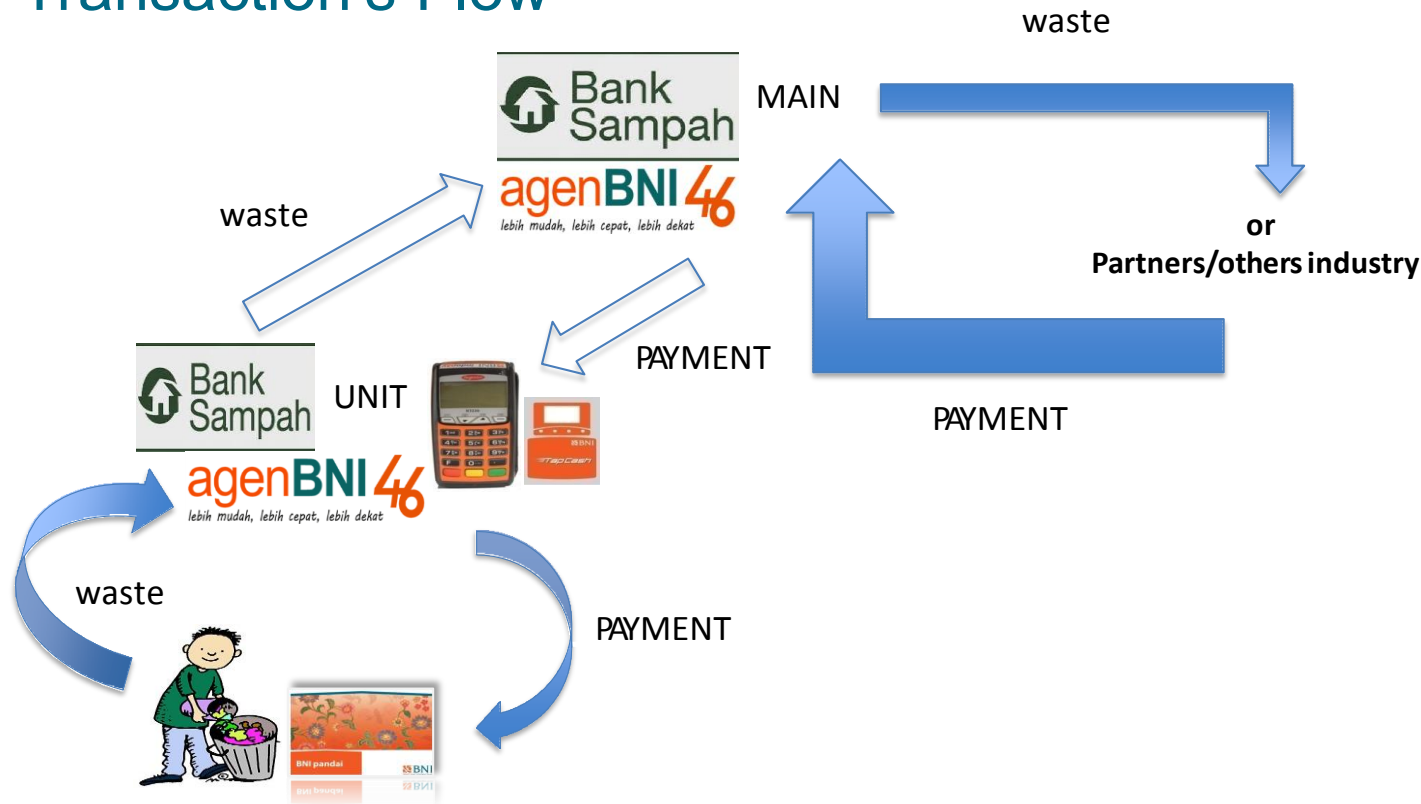 Transaction's Flow
waste
Bank
Sampah
MAIN
agenBNI 46
lebih mudah, lebih cepat, lebih dekat
waste
or
Partners/others industry
PAYMENT
PAYMENT
Bank
Sampah
UNIT
BNI
TapCash
agenBNI 46
lebih mudah, lebih cepat, lebih dekat
waste
PAYMENT
BNI pandai
BNI